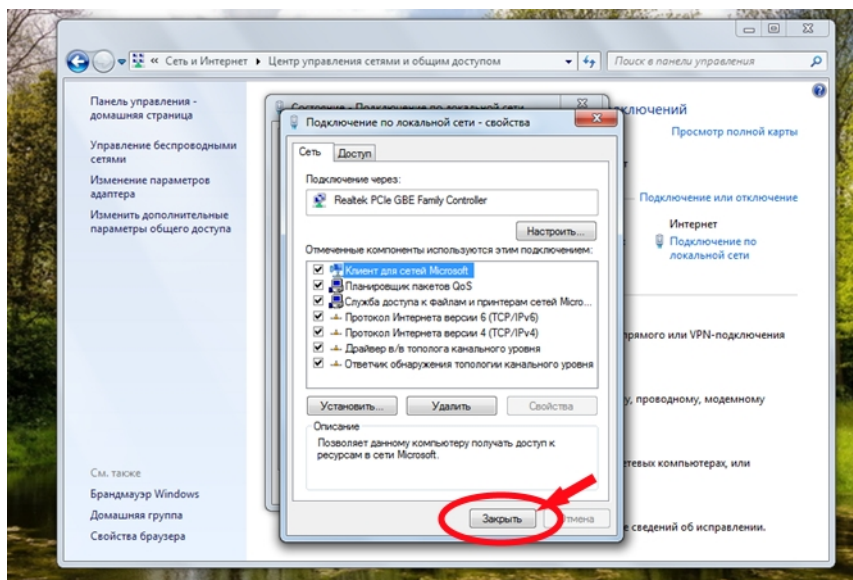 « Сеть и Интернет ▸ Центр управления сетями и общим доступом
Поиск в панели управления
Панель управления -
домашняя страница
Управление беспроводными
сетями
Изменение параметров
адаптера
Изменить дополнительные
параметры общего доступа
См. также
Брандмауэр Windows
Домашняя группа
Свойства браузера
Состояние - Подключение по локальной сети
Подключение по локальной сети - свойства
Сеть
Доступ
Подключение через:
Realtek PCIe GBE Family Controller
Настроить...
Отмеченные компоненты используются этим подключением:
Клиент для сетей Microsoft
Планировщик пакетов QoS
Служба доступа к файлам и принтерам сетей Micro...
Протокол Интернета версии 6 (TCP/IPv6)
Протокол Интернета версии 4 (TCP/IPv4)
Драйвер в/в тополога канального уровня
Ответчик обнаружения топологии канального уровня
Установить...
Удалить
Свойства
Описание
Позволяет данному компьютеру получать доступ к
ресурсам в сети Microsoft.
Закрыть
Отмена
ключений
Просмотр полной карты
Подключение или отключение
Интернет
Подключение по
локальной сети
прямого или VPN-подключения
у, проводному, модемному
етевых компьютерах, или
е сведений об исправлении.